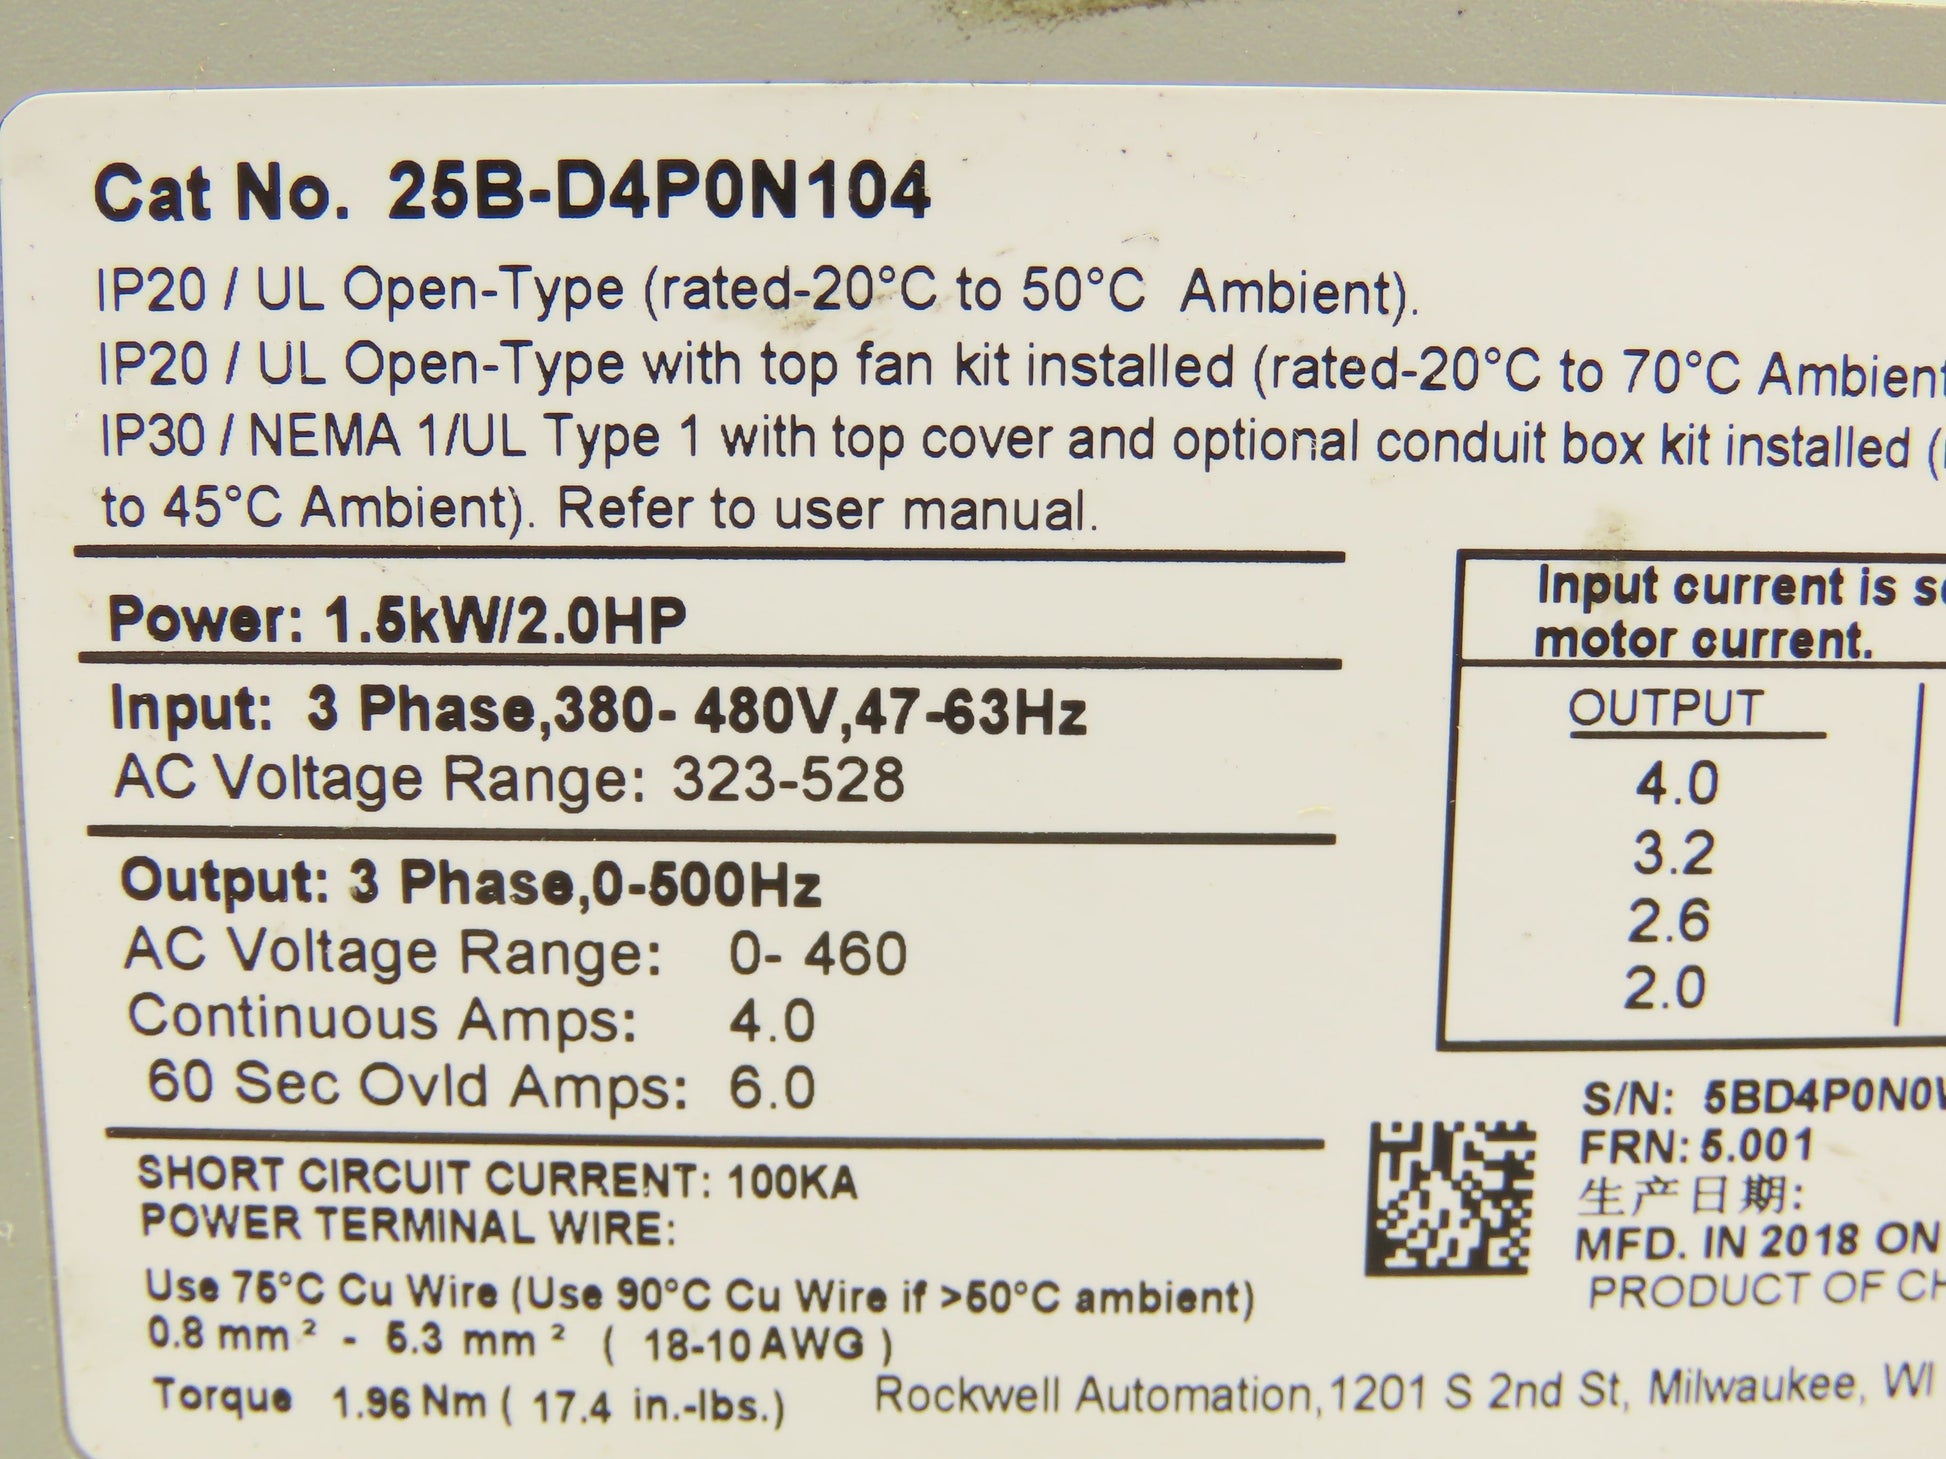 Cat No. 25B-D4P0N104
IP20 / UL Open-Type (rated-20°C to 50°C Ambient).
IP20 / UL Open-Type with top fan kit installed (rated-20°C to 70°C Ambient
IP30 / NEMA 1/UL Type 1 with top cover and optional conduit box kit installed (
to 45°C Ambient). Refer to user manual.
Power: 1.5kW/2.0HP
Input: 3 Phase,380- 480V,47-63Hz
AC Voltage Range: 323-528
Output: 3 Phase,0-500Hz
AC Voltage Range: 0- 460
Continuous Amps: 4.0
60 Sec Ovld Amps: 6.0
SHORT CIRCUIT CURRENT: 100KA
POWER TERMINAL WIRE:
Use 75°C Cu Wire (Use 90°C Cu Wire if >50°C ambient)
0.8 mm ² - 5.3 mm ² ( 18-10 AWG )
Torque 1.96 Nm ( 17.4 in.-lbs.)
Input current is
motor current.
OUTPUT
4.0
3.2
2.6
2.0
S/N: 5BD4P0N0
FRN: 5.001
生产日期:
MFD. IN 2018 ON
PRODUCT OF
Rockwell Automation,1201 S 2nd St, Milwaukee, WI